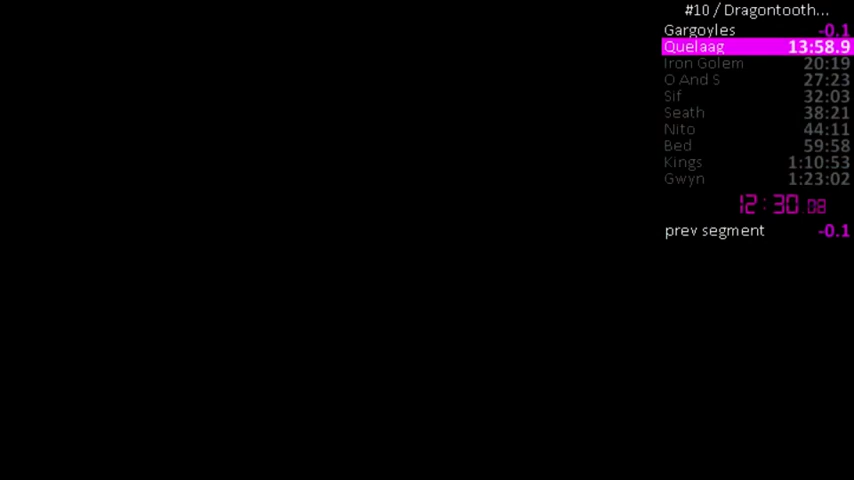 #10 / Dragontooth...
Gargoyles -0.1
Quelaag 13:58.9
Iron Golem 20:19
O And S 27:23
Sif 32:03
Seath 38:21
Nito 44:11
Bed 59:58
Kings 1:10:53
Gwyn 1:23:02
12:30.08
prev segment -0.1